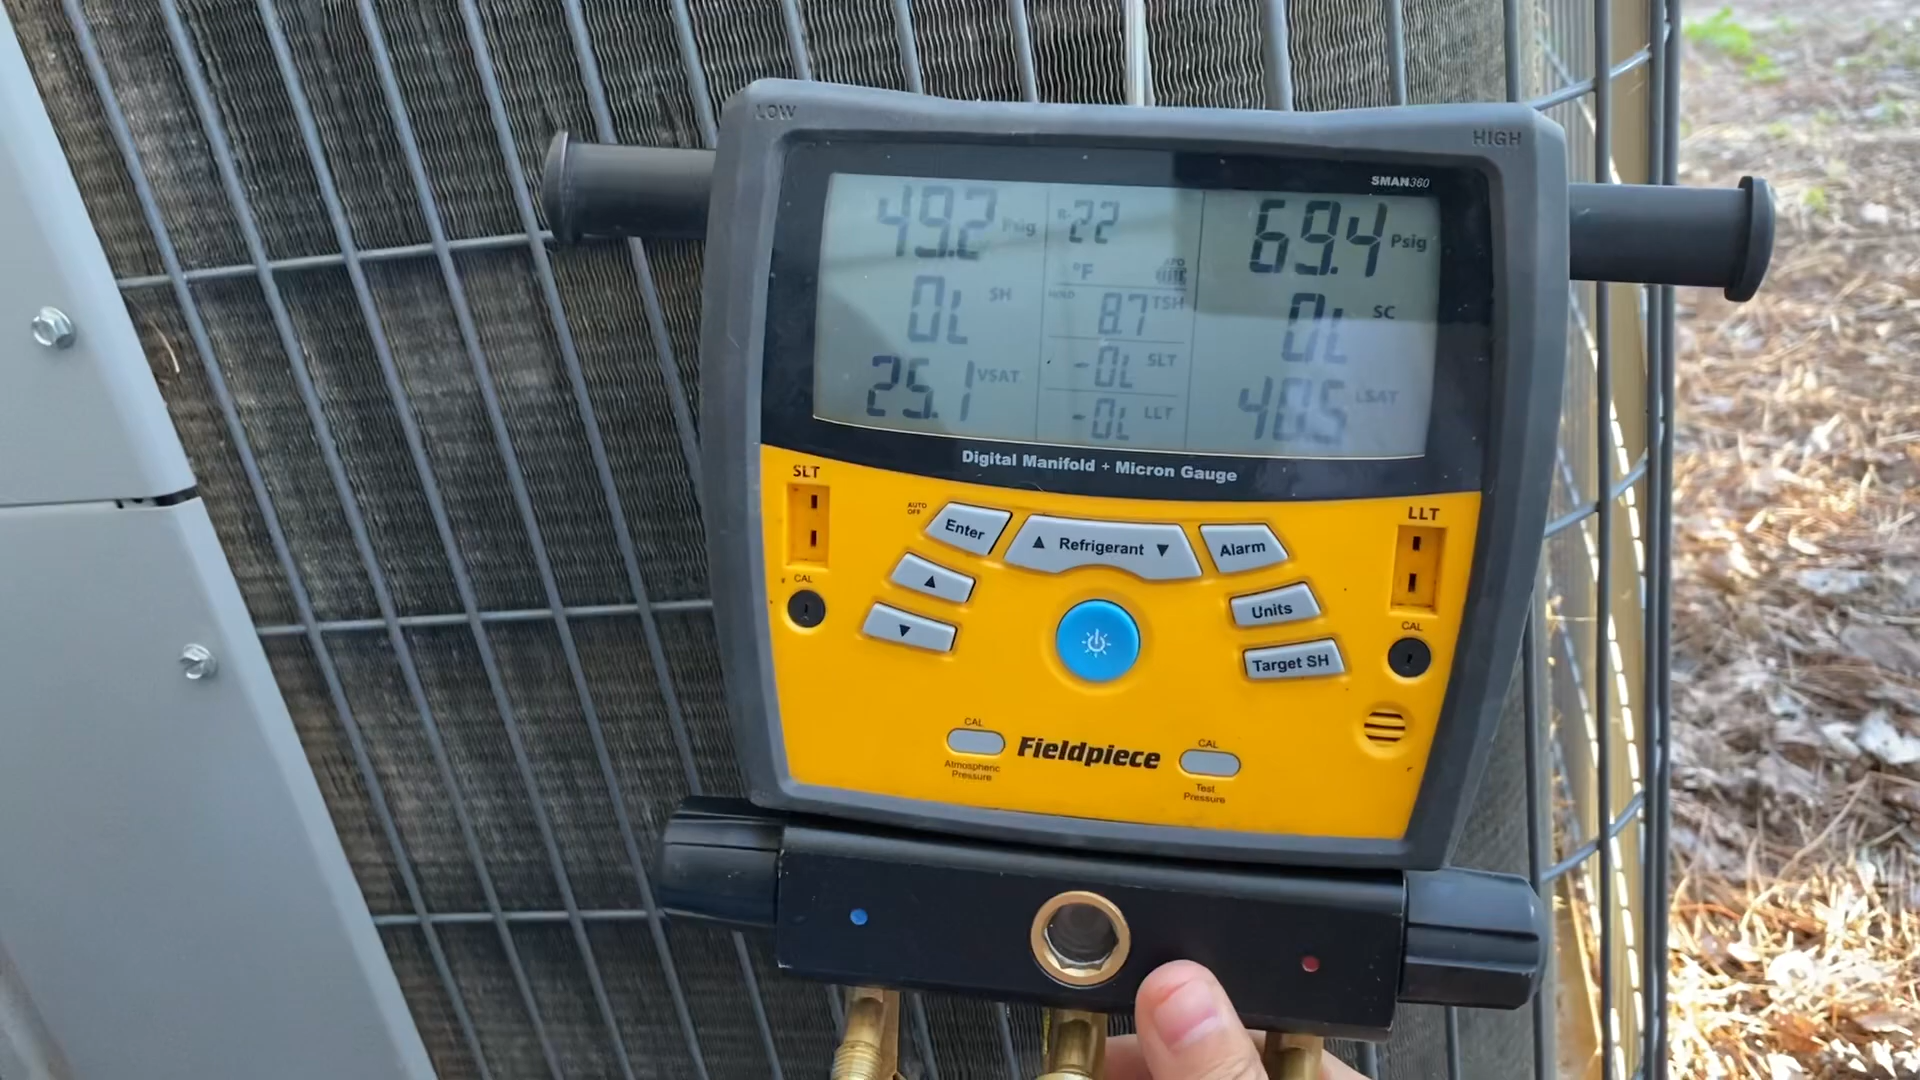 LOW
HIGH
SMAN360
49.2 Psig
R-22
69.4 Psig
°F
APO
0L SH
HOLD 8.7 TSH
0L SC
-0L SLT
25.1 VSAT
-0L LLT
40.5 LSAT
Digital Manifold + Micron Gauge
SLT
LLT
AUTO OFF
Enter
▲ Refrigerant ▼
Alarm
▲
▼
Units
Target SH
CAL
CAL
CAL
Atmospheric
Pressure
Fieldpiece
CAL
Test
Pressure